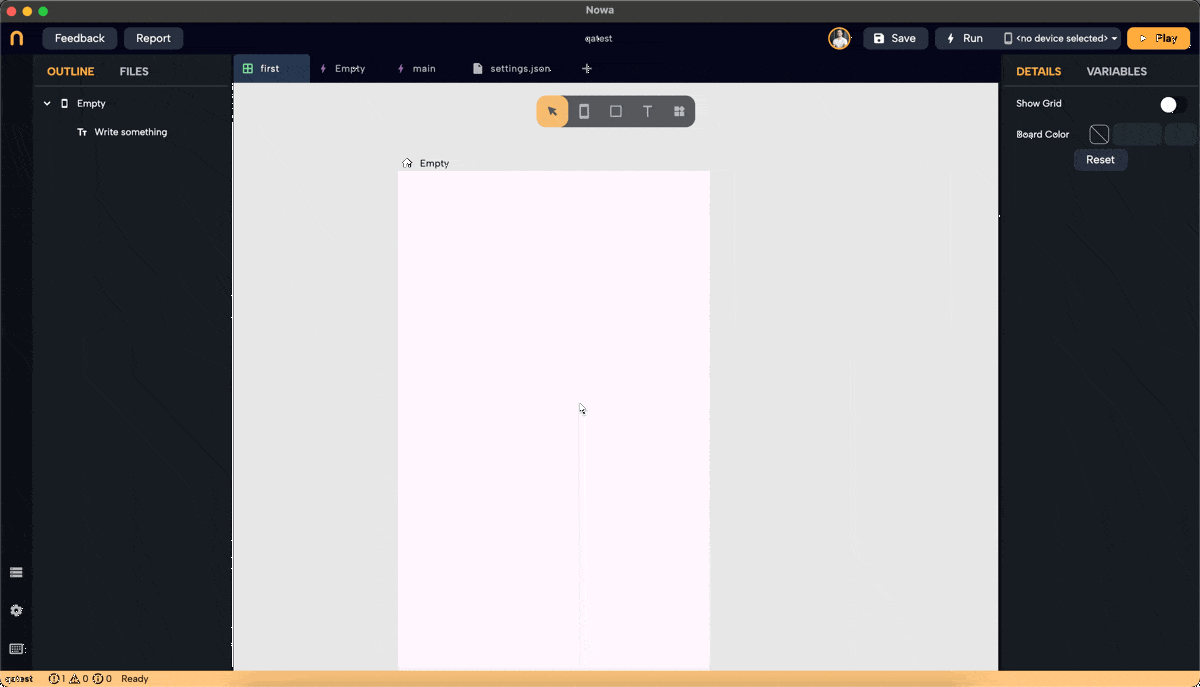 Nowa
Feedback Report qatest Save Run <no device selected> Play
OUTLINE FILES first Empty main settings.json DETAILS VARIABLES
Empty Show Grid
Tт Write something Board Color
Reset
Empty
qatest 1 0 0 Ready